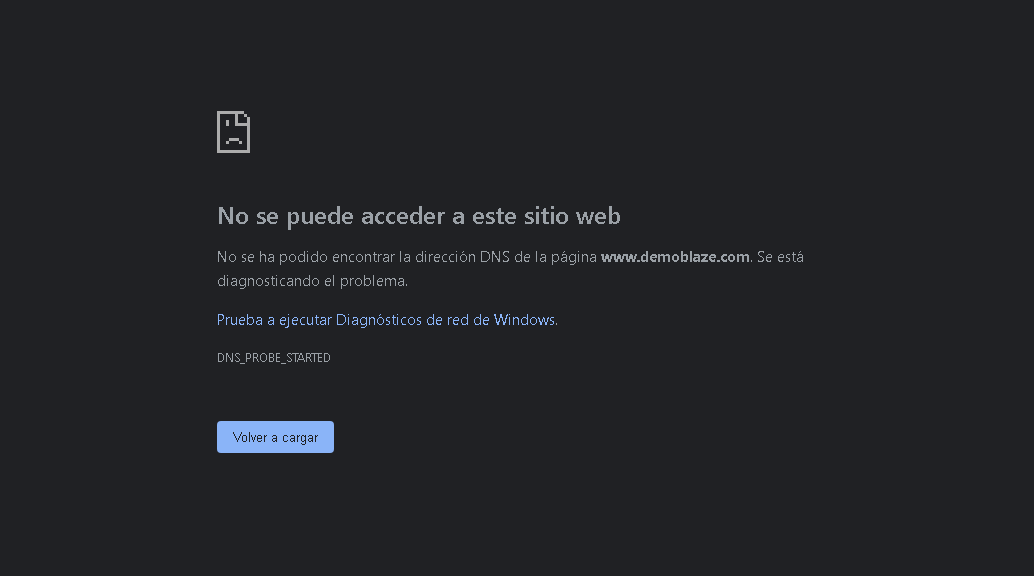 No se puede acceder a este sitio web
No se ha podido encontrar la dirección DNS de la página www.demoblaze.com. Se está
diagnosticando el problema.
Prueba a ejecutar Diagnósticos de red de Windows.
DNS_PROBE_STARTED
Volver a cargar